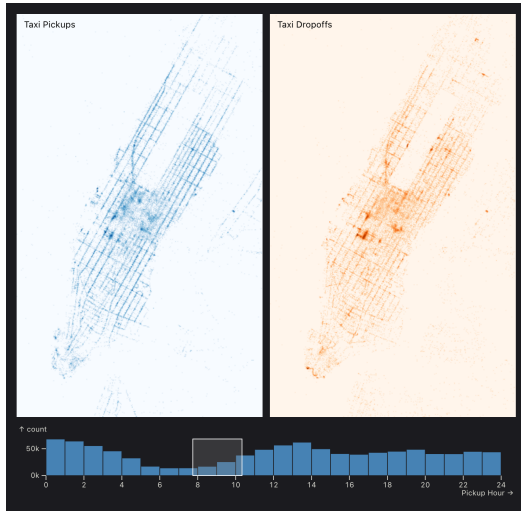 Taxi Pickups
Taxi Dropoffs
↑ count
50k
0k
0 2 4 6 8 10 12 14 16 18 20 22 24
Pickup Hour →